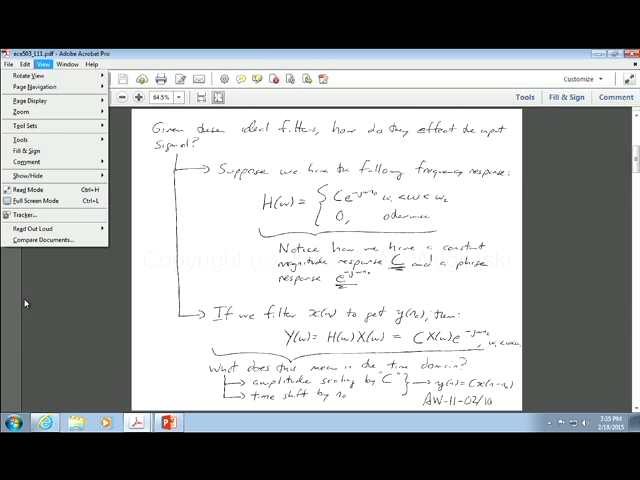 ece503_L11.pdf - Adobe Acrobat Pro
File Edit View Window Help
Rotate View
Page Navigation
Page Display
Zoom
Tool Sets
Tools
Fill & Sign
Comment
Show/Hide
Read Mode Ctrl+H
Full Screen Mode Ctrl+L
Tracker...
Read Out Loud
Compare Documents...
64.5%
Customize
Tools Fill & Sign Comment
Given these ideal filters, how do they effect the input
signal?
Suppose we have the following frequency response:
H(ω) = { Ce^-jωn₀ ω₁ <ω< ω₂
0, otherwise
Notice how we have a constant
magnitude response C and a phase
response e^-jωn₀
If we filter x(n) to get y(n), then:
Y(ω) = H(ω)X(ω) = C X(ω)e^-jωn₀, ω₁<ω<ω₂
What does this mean in the time domain?
amplitude scaling by "C"
time shift by n₀
} → y(n) = Cx(n-n₀)
AW-11-02/10
Copyright (c)
7:35 PM
2/18/2015